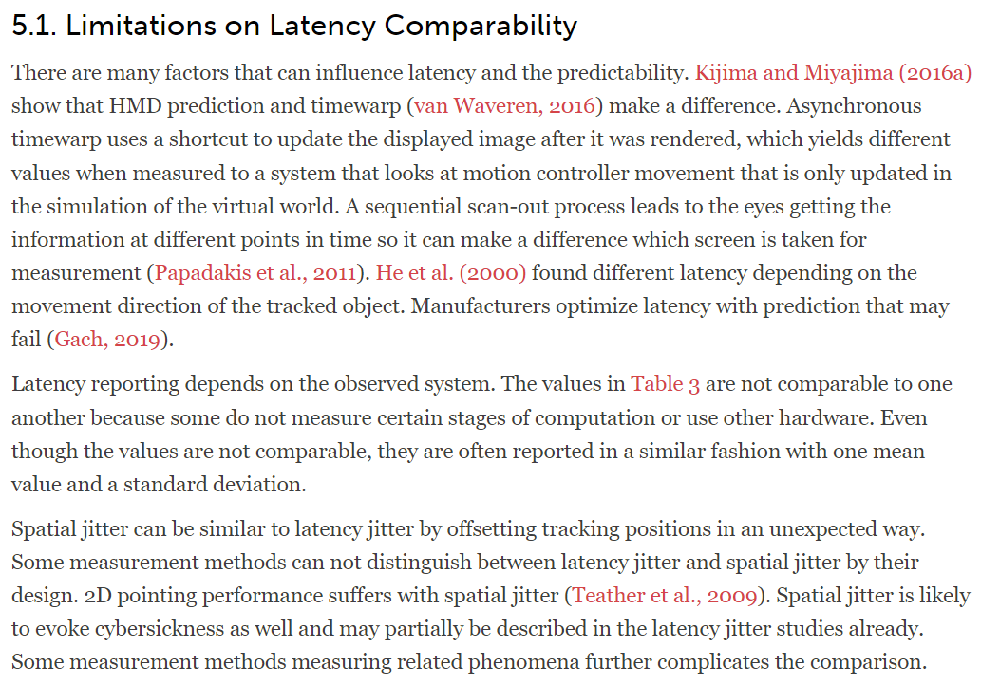 5.1. Limitations on Latency Comparability
There are many factors that can influence latency and the predictability. Kijima and Miyajima (2016a)
show that HMD prediction and timewarp (van Waveren, 2016) make a difference. Asynchronous
timewarp uses a shortcut to update the displayed image after it was rendered, which yields different
values when measured to a system that looks at motion controller movement that is only updated in
the simulation of the virtual world. A sequential scan-out process leads to the eyes getting the
information at different points in time so it can make a difference which screen is taken for
measurement (Papadakis et al., 2011). He et al. (2000) found different latency depending on the
movement direction of the tracked object. Manufacturers optimize latency with prediction that may
fail (Gach, 2019).
Latency reporting depends on the observed system. The values in Table 3 are not comparable to one
another because some do not measure certain stages of computation or use other hardware. Even
though the values are not comparable, they are often reported in a similar fashion with one mean
value and a standard deviation.
Spatial jitter can be similar to latency jitter by offsetting tracking positions in an unexpected way.
Some measurement methods can not distinguish between latency jitter and spatial jitter by their
design. 2D pointing performance suffers with spatial jitter (Teather et al., 2009). Spatial jitter is likely
to evoke cybersickness as well and may partially be described in the latency jitter studies already.
Some measurement methods measuring related phenomena further complicates the comparison.